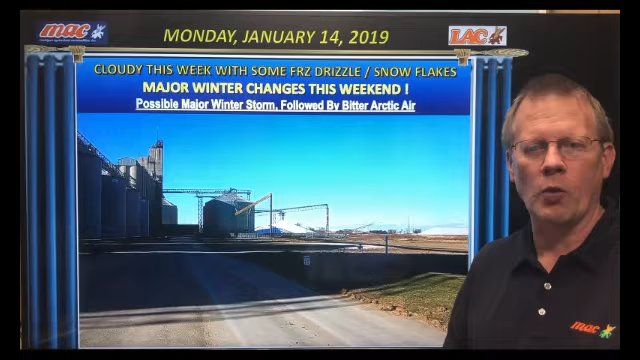 mac
MONDAY, JANUARY 14, 2019
LAC
CLOUDY THIS WEEK WITH SOME FRZ DRIZZLE / SNOW FLAKES
MAJOR WINTER CHANGES THIS WEEKEND !
Possible Major Winter Storm, Followed By Bitter Arctic Air
mac